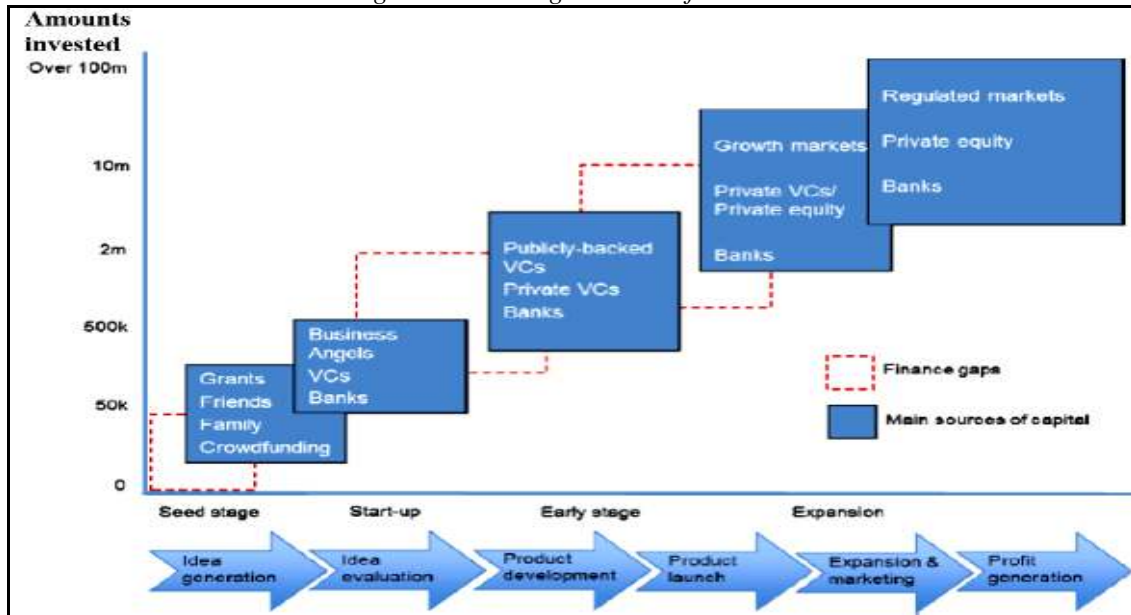 Amounts
invested
Over 100m
10m
2m
500k
50k
0
Grants
Friends
Family
Crowdfunding
Business
Angels
VCs
Banks
Publicly-backed
VCs
Private VCs
Banks
Growth markets
Private VCs/
Private equity
Banks
Regulated markets
Private equity
Banks
Finance gaps
Main sources of capital
Seed stage
Start-up
Early stage
Expansion
Idea
generation
Idea
evaluation
Product
development
Product
launch
Expansion &
marketing
Profit
generation